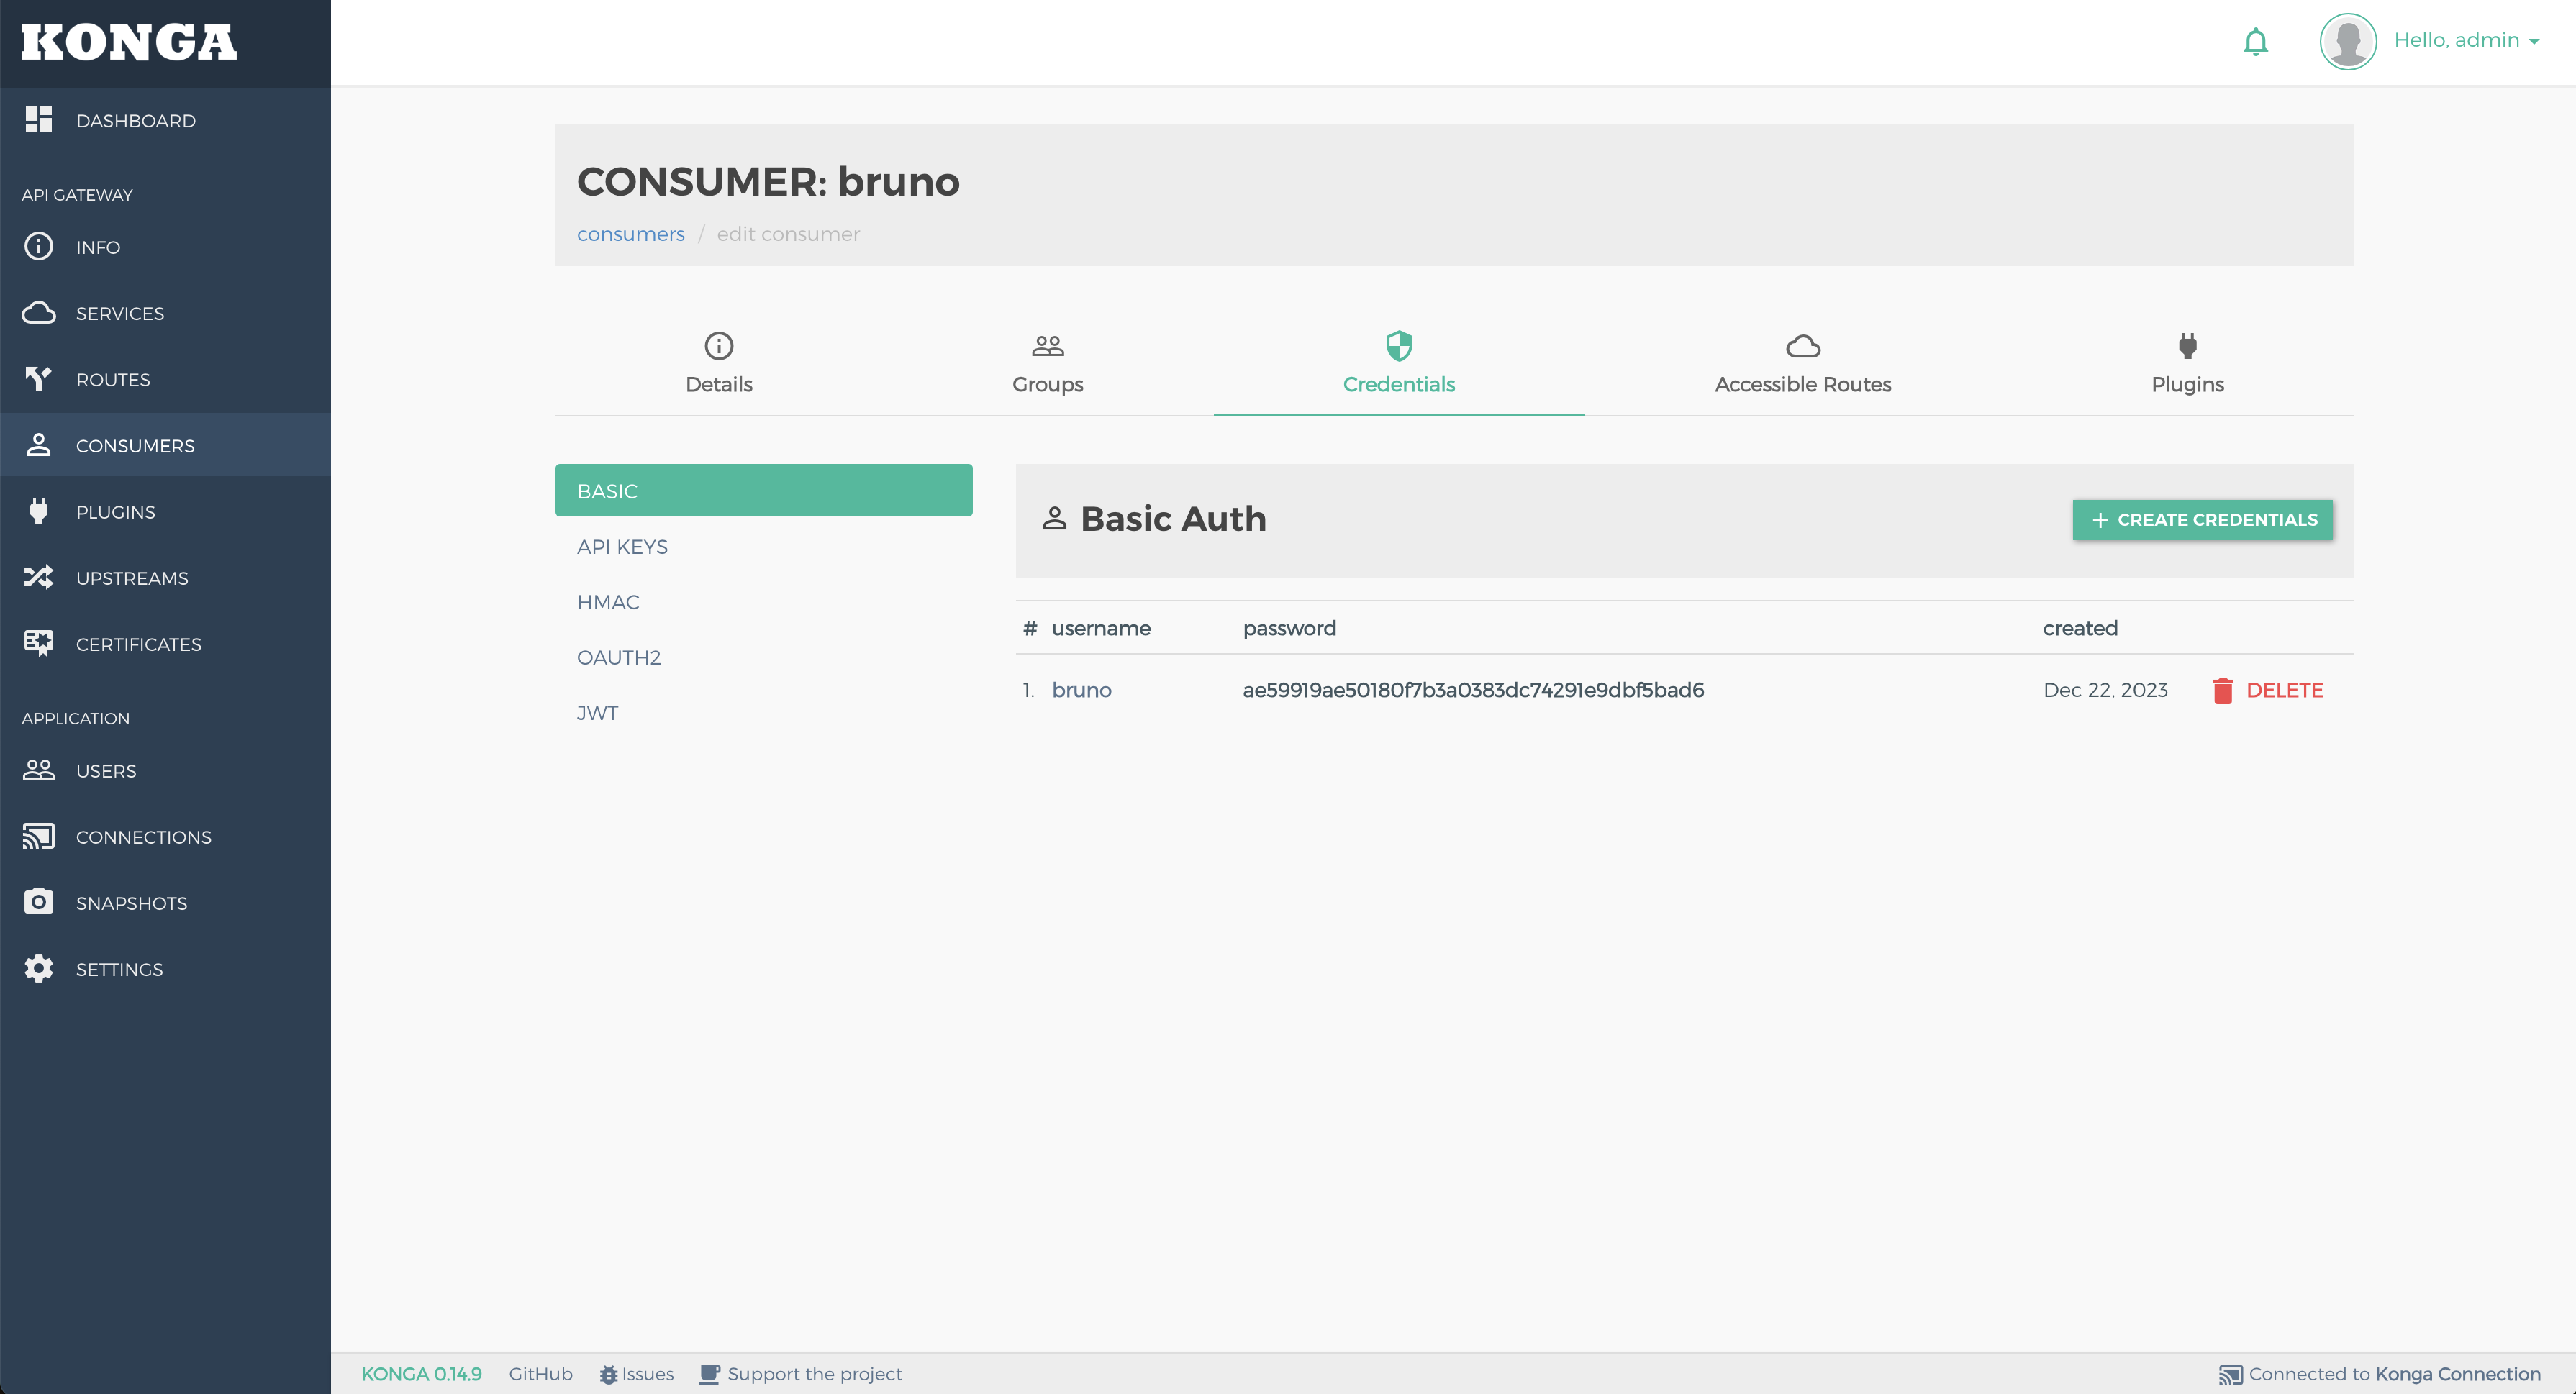 KONGA
Hello, admin
DASHBOARD
API GATEWAY
INFO
SERVICES
ROUTES
CONSUMERS
PLUGINS
UPSTREAMS
CERTIFICATES
APPLICATION
USERS
CONNECTIONS
SNAPSHOTS
SETTINGS
CONSUMER: bruno
consumers / edit consumer
Details Groups Credentials Accessible Routes Plugins
BASIC
API KEYS
HMAC
OAUTH2
JWT
Basic Auth
+ CREATE CREDENTIALS
# username password created
1. bruno ae59919ae50180f7b3a0383dc74291e9dbf5bad6 Dec 22, 2023 DELETE
KONGA 0.14.9 GitHub Issues Support the project Connected to Konga Connection